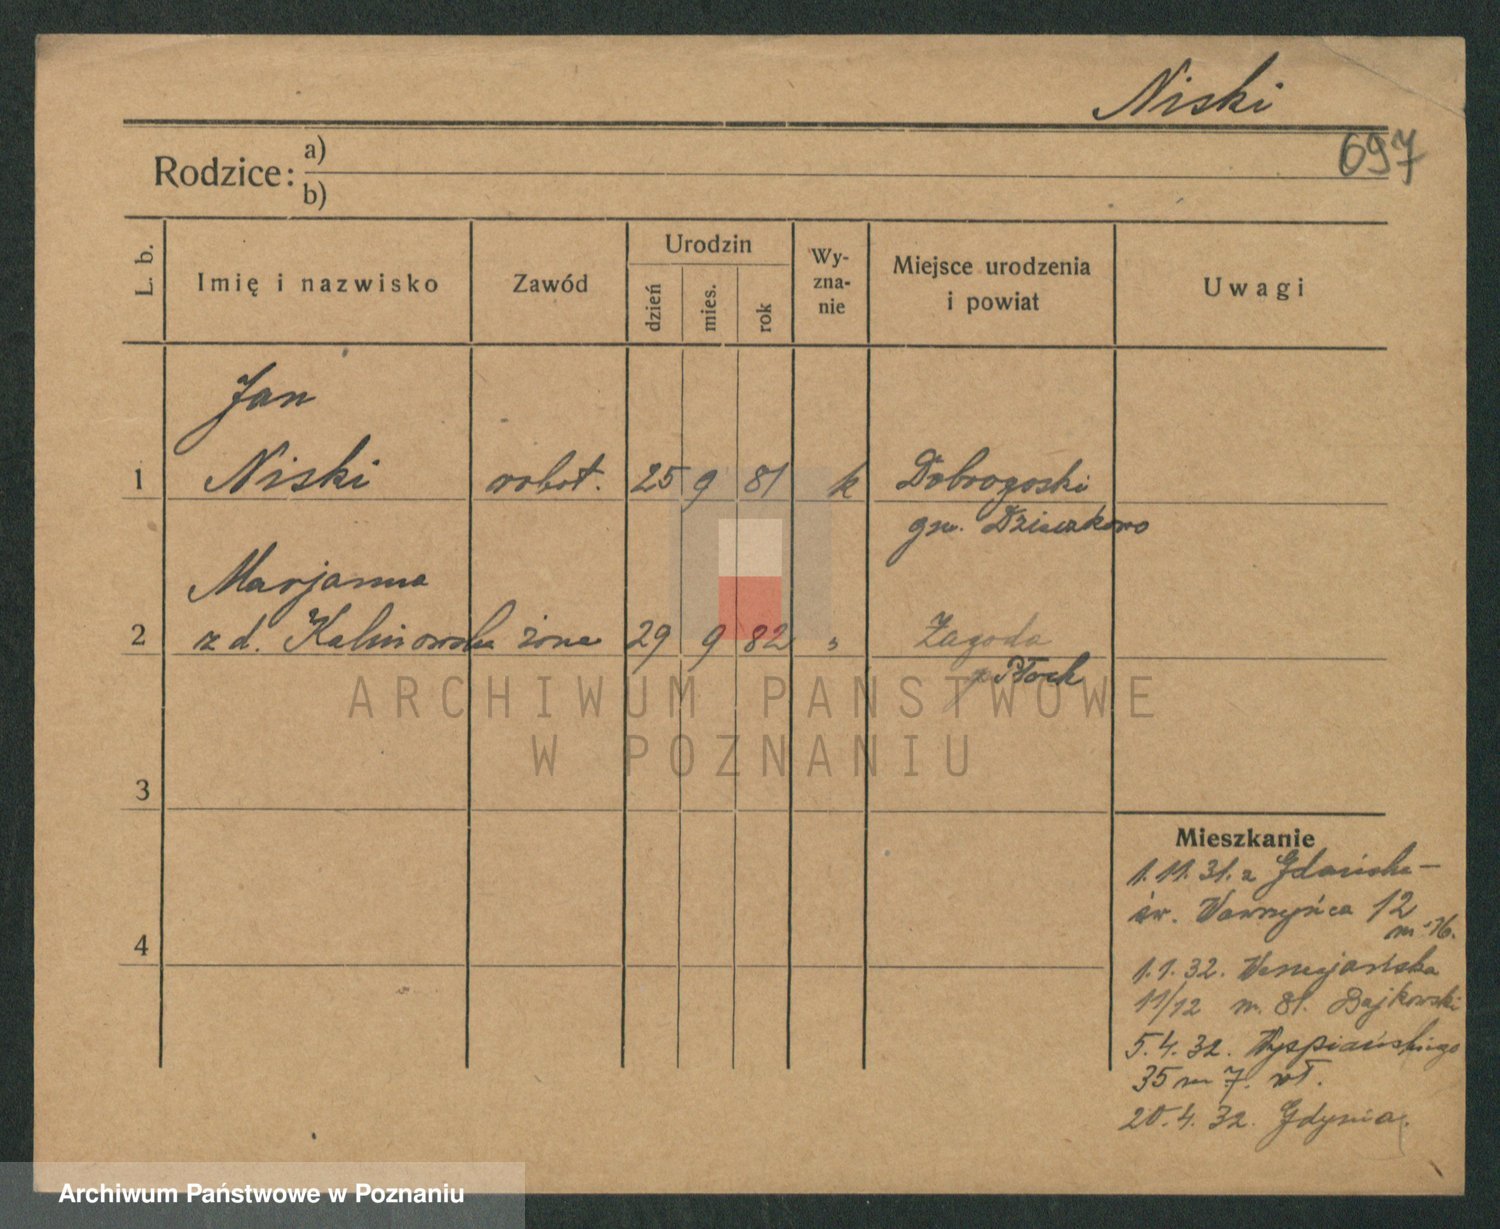 Niski
697
Rodzice: a)
b)
L. b.
Imię i nazwisko
Zawód
Urodzin
dzień
mies.
rok
Wy-
zna-
nie
Miejsce urodzenia
i powiat
Uwagi
Jan
1 Niski robot. 25 9 81 k Dobrogoski
gm.
Marjanna
2 z d. Kalinowska żona 29 9 82 " Zagoda
p Płock
ARCHIWUM PAŃSTWOWE
W POZNANIU
3
4
Mieszkanie
1.11.31. z Gdańska –
św. Wawrzyńca 12
m 16.
1.1.32. Wenecjańska
11/12 m. 81. Bajkowski
5.4.32. Wyspiańskiego
35 m 7. wł.
20.4.32. Gdynia.
Archiwum Państwowe w Poznaniu